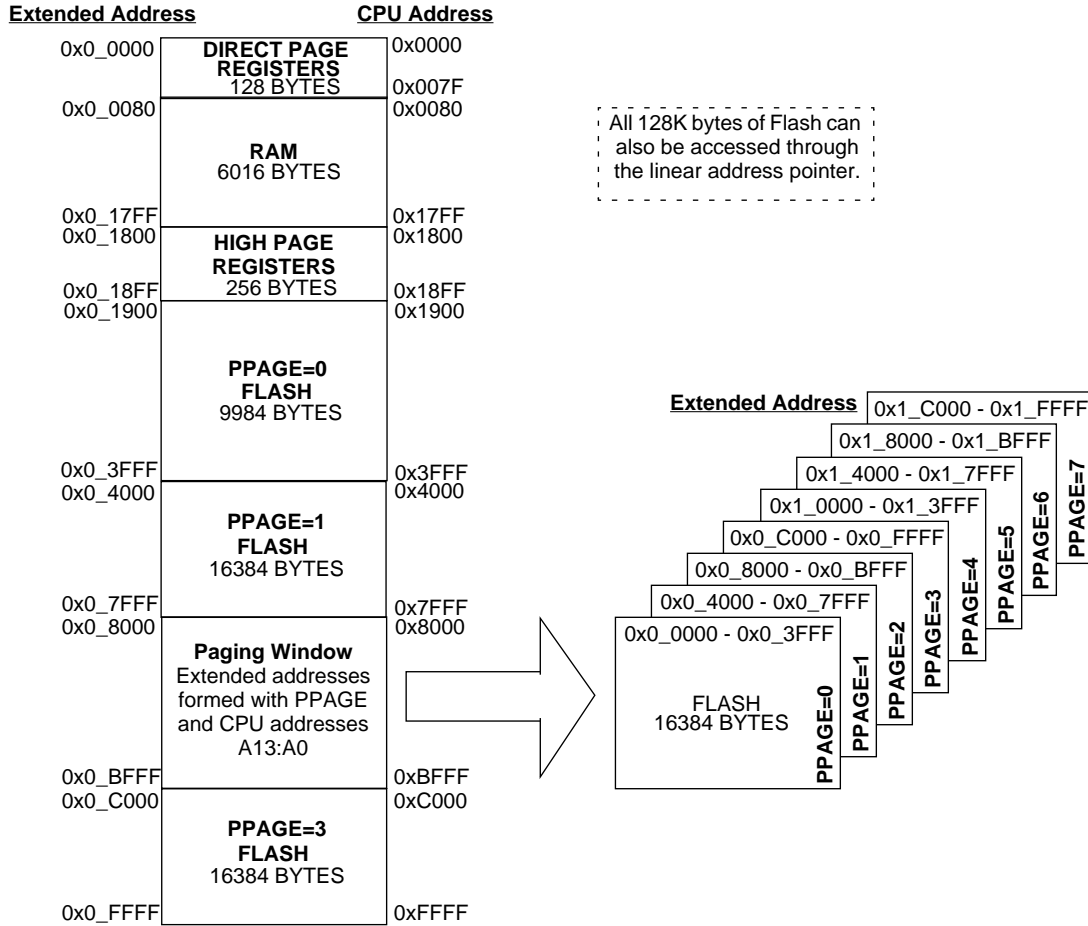 Extended Address
CPU Address
0x0_0000
DIRECT PAGE
REGISTERS
128 BYTES
0x0000
0x007F
0x0_0080
0x0080
RAM
6016 BYTES
0x0_17FF
0x17FF
0x0_1800
0x1800
HIGH PAGE
REGISTERS
256 BYTES
0x0_18FF
0x18FF
0x0_1900
0x1900
PPAGE=0
FLASH
9984 BYTES
0x0_3FFF
0x3FFF
0x0_4000
0x4000
PPAGE=1
FLASH
16384 BYTES
0x0_7FFF
0x7FFF
0x0_8000
0x8000
Paging Window
Extended addresses
formed with PPAGE
and CPU addresses
A13:A0
0x0_BFFF
0xBFFF
0x0_C000
0xC000
PPAGE=3
FLASH
16384 BYTES
0x0_FFFF
0xFFFF
All 128K bytes of Flash can
also be accessed through
the linear address pointer.
Extended Address
0x1_C000 - 0x1_FFFF
PPAGE=7
0x1_8000 - 0x1_BFFF
PPAGE=6
0x1_4000 - 0x1_7FFF
PPAGE=5
0x1_0000 - 0x1_3FFF
PPAGE=4
0x0_C000 - 0x0_FFFF
PPAGE=3
0x0_8000 - 0x0_BFFF
PPAGE=2
0x0_4000 - 0x0_7FFF
PPAGE=1
0x0_0000 - 0x0_3FFF
FLASH
16384 BYTES
PPAGE=0